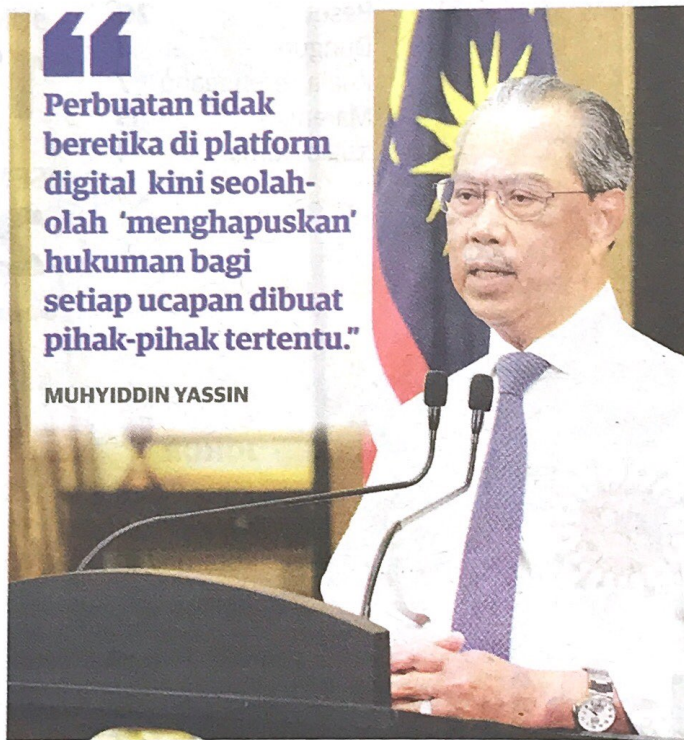 Perbuatan tidak
beretika di platform
digital kini seolah-
olah ‘menghapuskan’
hukuman bagi
setiap ucapan dibuat
pihak-pihak tertentu.”
MUHYIDDIN YASSIN